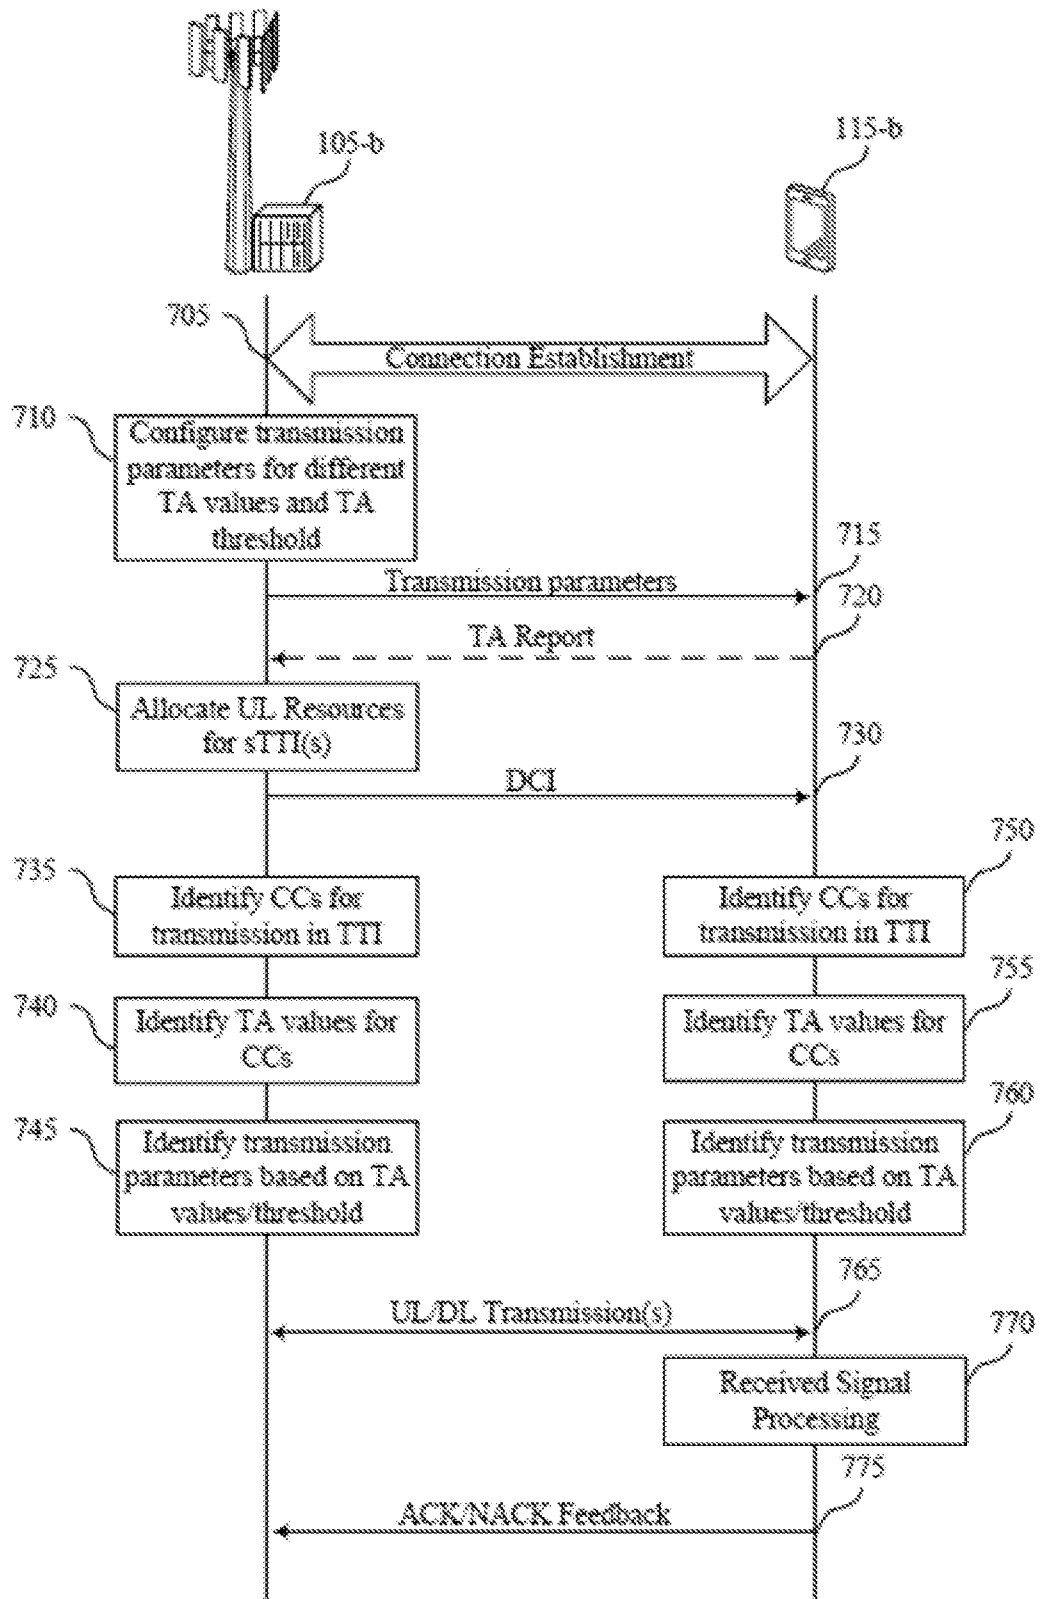 105-b
115-b
705
Connection Establishment
710
Configure transmission
parameters for different
TA values and TA
threshold
715
Transmission parameters
720
TA Report
725
Allocate UL Resources
for sTTI(s)
730
DCI
735
Identify CCs for
transmission in TTI
750
Identify CCs for
transmission in TTI
740
Identify TA values for
CCs
755
Identify TA values for
CCs
745
Identify transmission
parameters based on TA
values/threshold
760
Identify transmission
parameters based on TA
values/threshold
765
UL/DL Transmission(s)
770
Received Signal
Processing
775
ACK/NACK Feedback